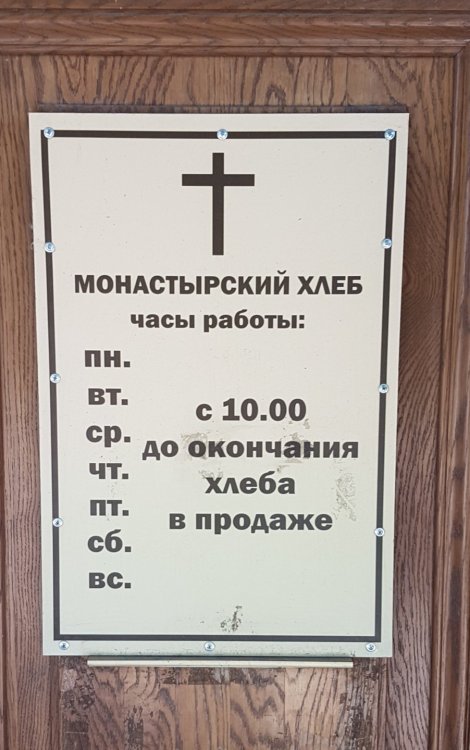 МОНАСТЫРСКИЙ ХЛЕБ
часы работы:
пн.
вт.
ср.
чт.
пт.
сб.
вс.
с 10.00
до окончания
хлеба
в продаже